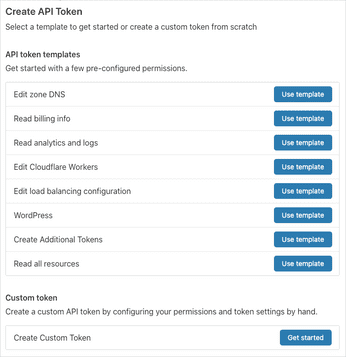 Create API Token
Select a template to get started or create a custom token from scratch
API token templates
Get started with a few pre-configured permissions.
Edit zone DNS Use template
Read billing info Use template
Read analytics and logs Use template
Edit Cloudflare Workers Use template
Edit load balancing configuration Use template
WordPress Use template
Create Additional Tokens Use template
Read all resources Use template
Custom token
Create a custom API token by configuring your permissions and token settings by hand.
Create Custom Token Get started